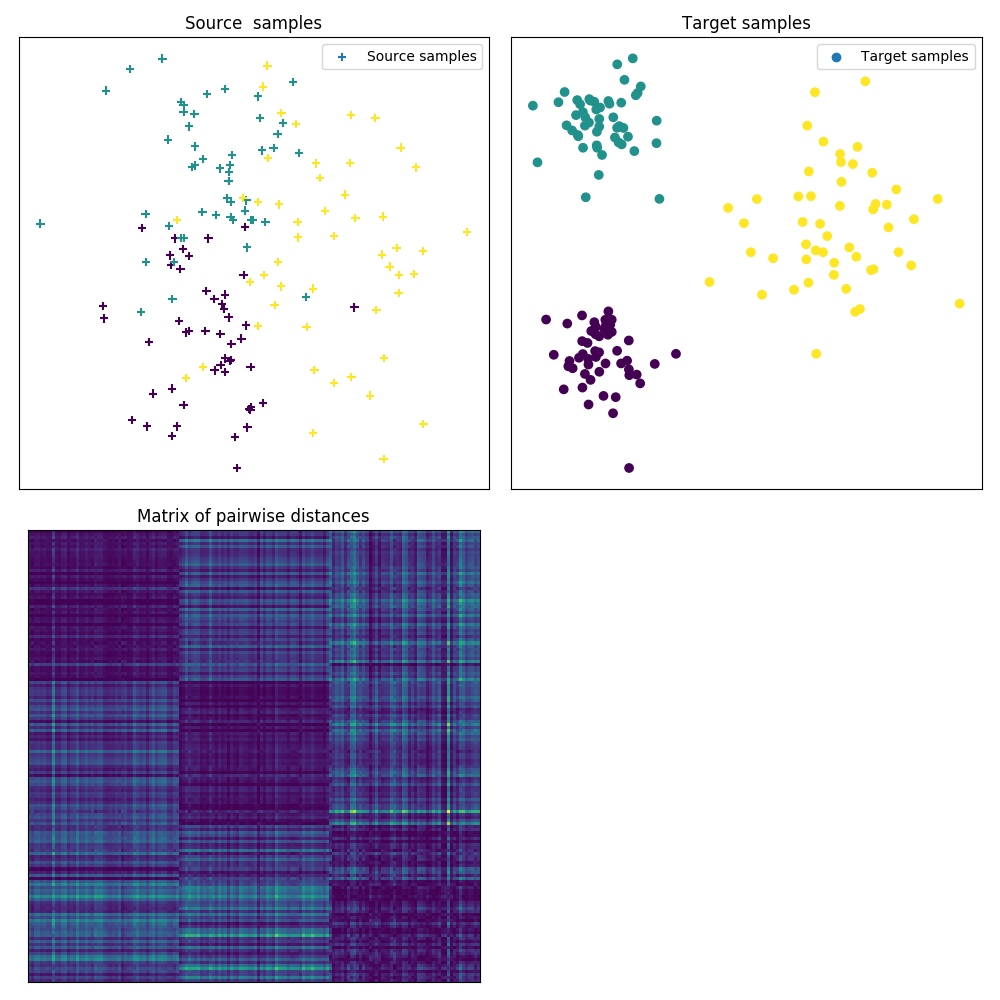 Source  samples
Source samples
Target samples
Target samples
Matrix of pairwise distances